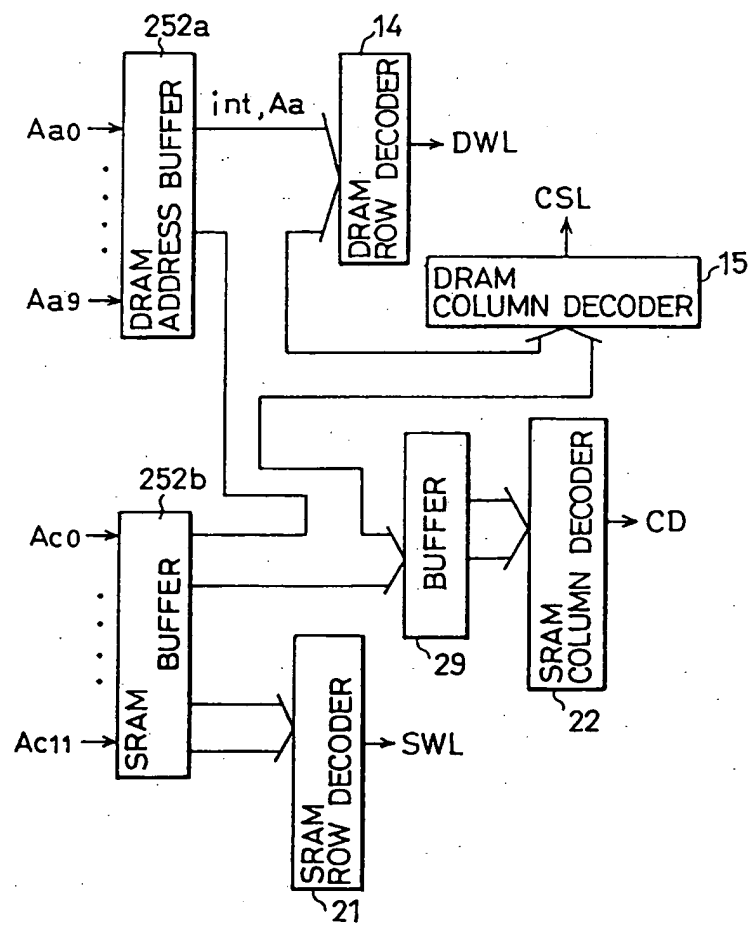 252a
14
Aa0
Aa9
DRAM
ADDRESS BUFFER
int, Aa
DRAM
ROW DECODER
DWL
CSL
DRAM
COLUMN DECODER
15
252b
Ac0
Ac11
SRAM
BUFFER
BUFFER
29
SRAM
COLUMN DECODER
CD
22
SRAM
ROW DECODER
SWL
21